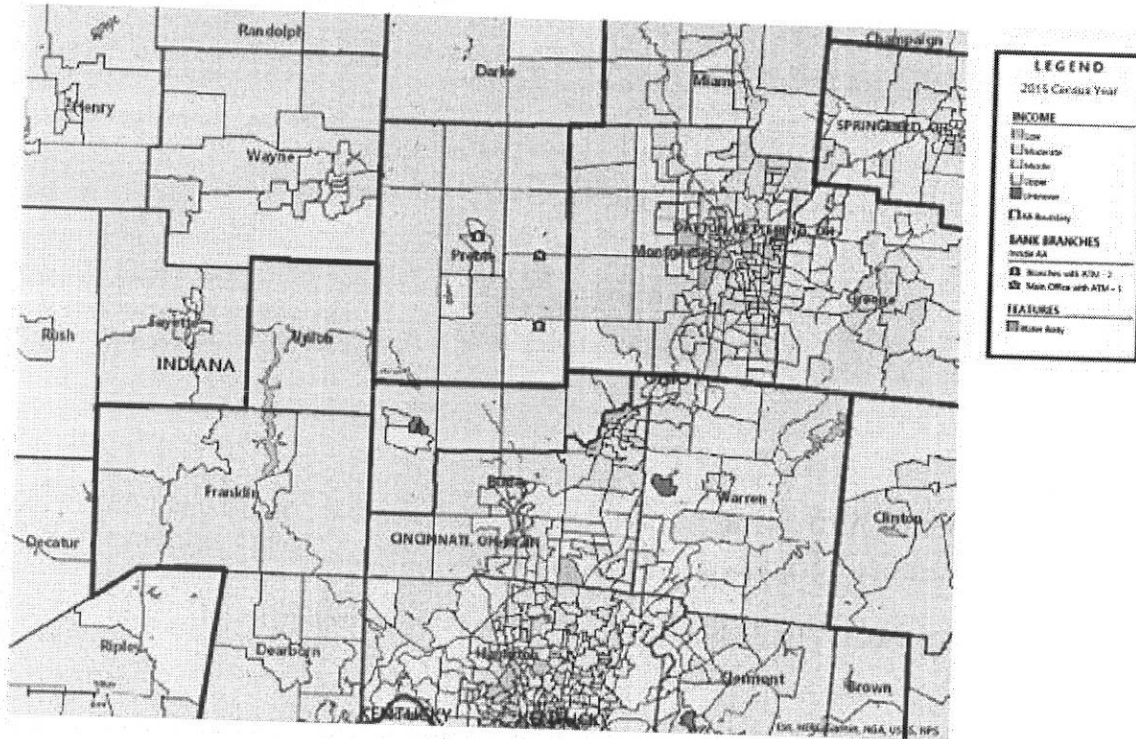 Randolph
Champaign
Darke
Miami
Henry
SPRINGFIELD, OH
Wayne
DAYTON-KETTERING, OH
Preble
Montgomery
Greene
Fayette
Union
Rush
INDIANA
OHIO
Franklin
Butler
Warren
Clinton
Decatur
CINCINNATI, OH-KY-IN
Ripley
Dearborn
Hamilton
Clermont
Brown
KENTUCKY
KENTUCKY
LEGEND
2016 Census Year
INCOME
Low
Moderate
Middle
Upper
Unknown
AA Boundary
BANK BRANCHES
Inside AA
Branches with ATM - 3
Main Office with ATM - 1
FEATURES
Water Body